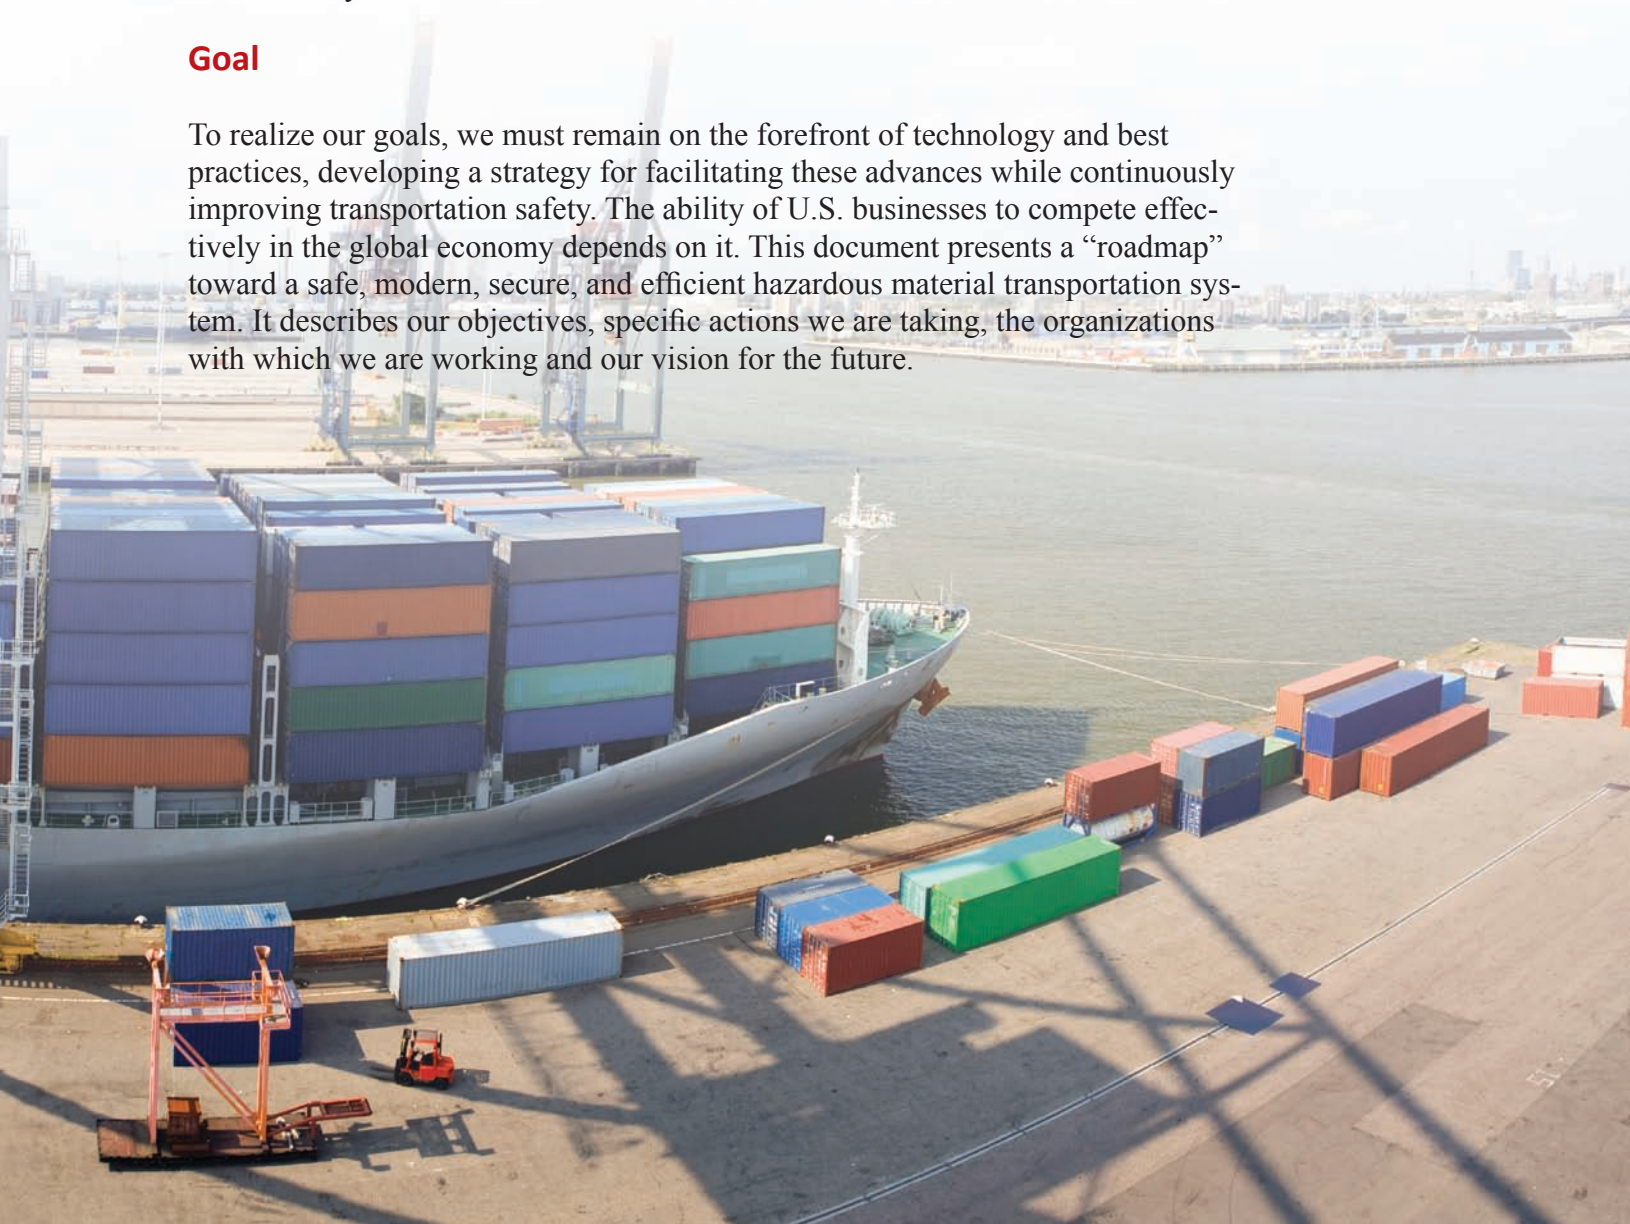 Goal
To realize our goals, we must remain on the forefront of technology and best
practices, developing a strategy for facilitating these advances while continuously
improving transportation safety. The ability of U.S. businesses to compete effec-
tively in the global economy depends on it. This document presents a “roadmap”
toward a safe, modern, secure, and efficient hazardous material transportation sys-
tem. It describes our objectives, specific actions we are taking, the organizations
with which we are working and our vision for the future.